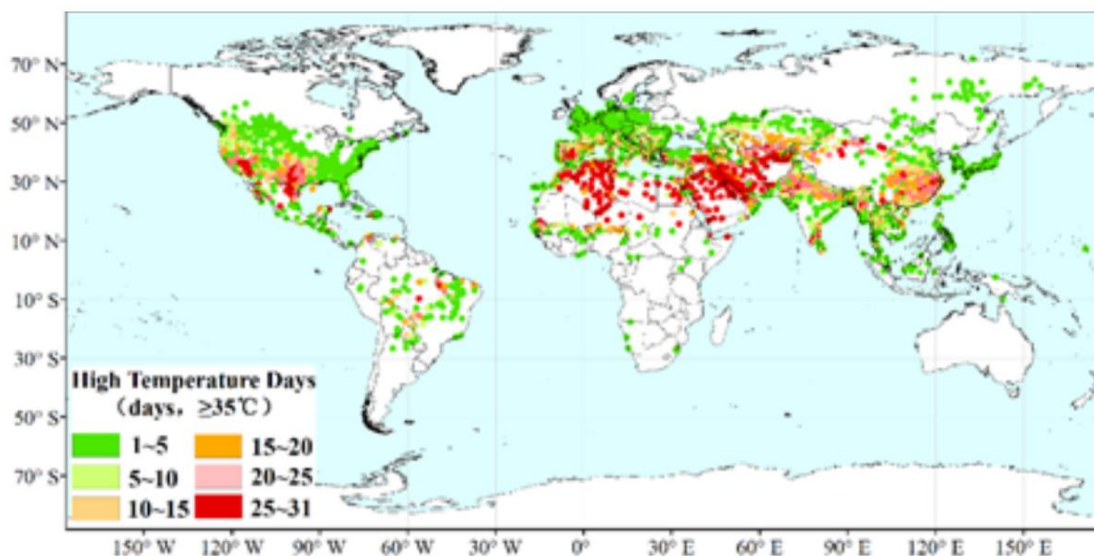 70° N
50° N
30° N
10° N
10° S
30° S
50° S
70° S
High Temperature Days
(days, ≥35℃)
1~5 15~20
5~10 20~25
10~15 25~31
150° W 120° W 90° W 60° W 30° W 0° 30° E 60° E 90° E 120° E 150° E